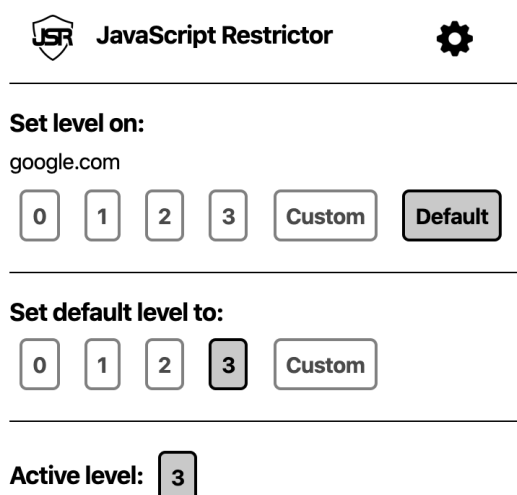 JSR JavaScript Restrictor
Set level on:
google.com
0 1 2 3 Custom Default
Set default level to:
0 1 2 3 Custom
Active level: 3